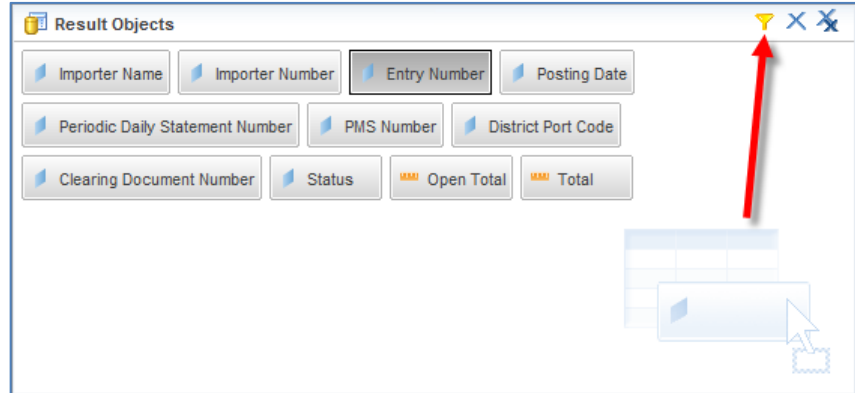 Result Objects
Importer Name Importer Number Entry Number Posting Date
Periodic Daily Statement Number PMS Number District Port Code
Clearing Document Number Status Open Total Total